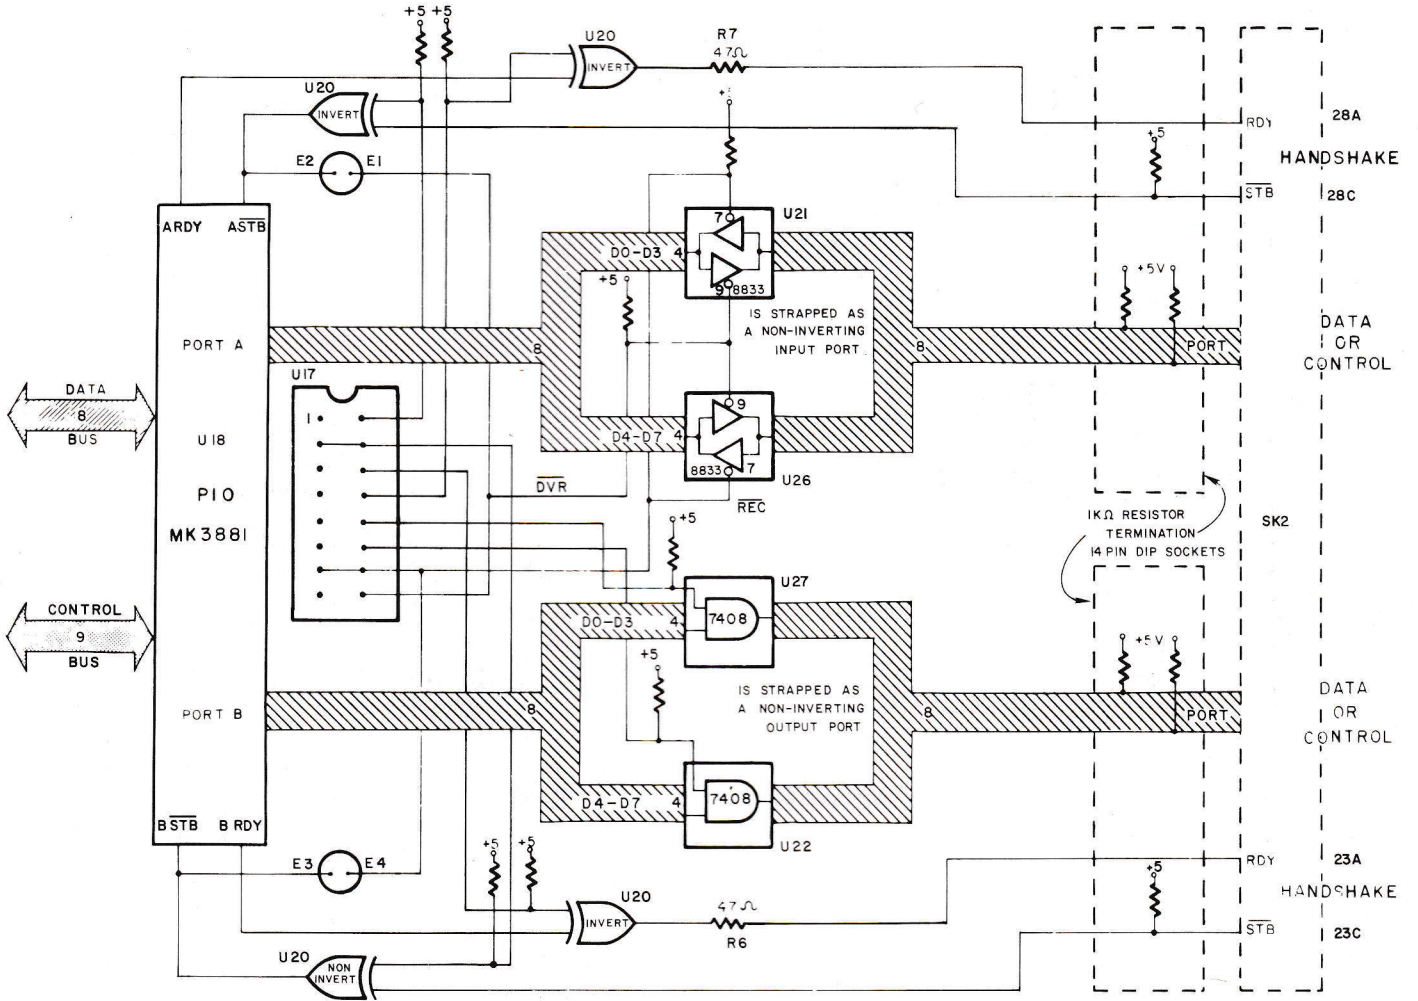 +5 +5
U20
R7
47Ω
INVERT
U20
INVERT
+
E2 E1
RDY
28A
+5
HANDSHAKE
STB
28C
ARDY ASTB
7
U21
D0-D3 4
+5
9 8833
+5V
IS STRAPPED AS
A NON-INVERTING
INPUT PORT
PORT A
8
8
PORT
DATA
OR
CONTROL
U17
DATA
8
BUS
1
U18
PIO
MK3881
9
D4-D7 4
8833 7
U26
DVR
REC
+5
1KΩ RESISTOR
TERMINATION
14 PIN DIP SOCKETS
SK2
CONTROL
9
BUS
U27
7408
D0-D3 4
+5
+5V
IS STRAPPED AS
A NON-INVERTING
OUTPUT PORT
PORT B
8
8
PORT
DATA
OR
CONTROL
D4-D7 4
7408
U22
BSTB B RDY
+5 +5
E3 E4
RDY
23A
+5
HANDSHAKE
U20
INVERT
47Ω
R6
STB
23C
U20
NON
INVERT